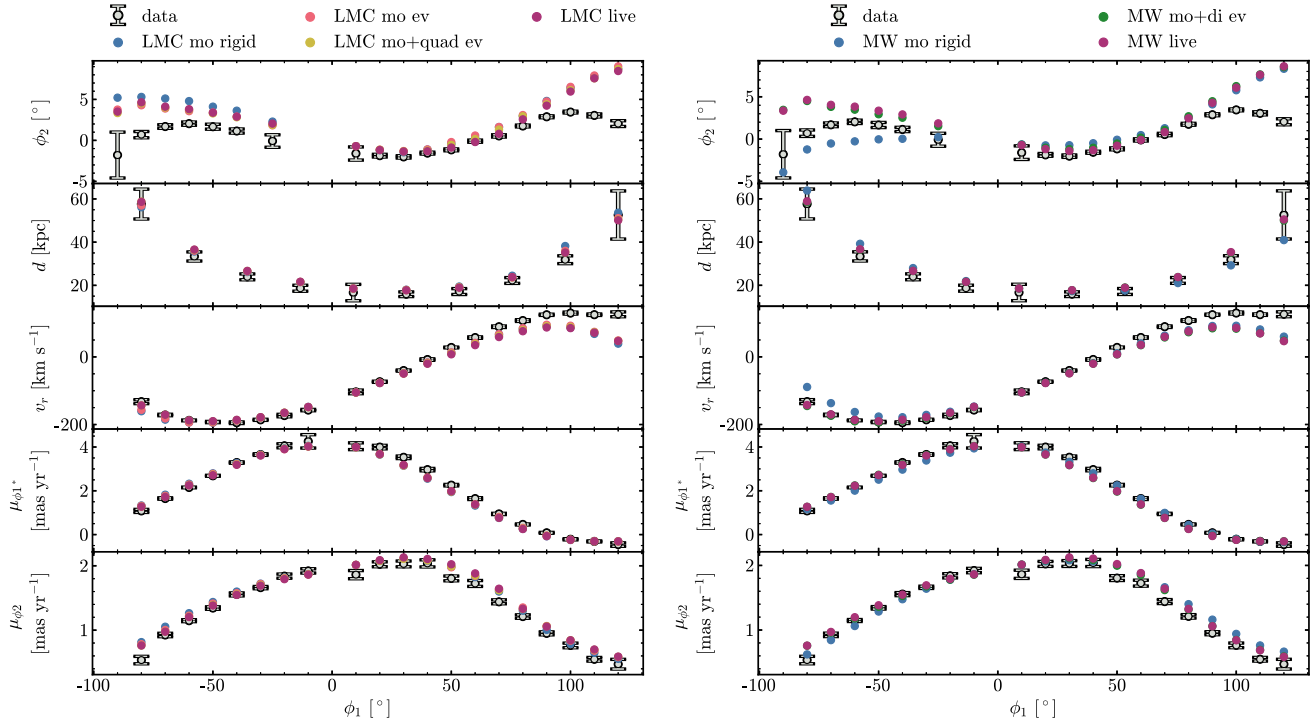 data
LMC mo rigid
LMC mo ev
LMC mo+quad ev
LMC live
5
0
-5
ϕ2 [°]
60
40
20
d [kpc]
0
-200
v_r [km s⁻¹]
4
2
0
μϕ1* [mas yr⁻¹]
2
1
μϕ2 [mas yr⁻¹]
-100
-50
0
50
100
ϕ1 [°]
data
MW mo rigid
MW mo+di ev
MW live
5
0
-5
ϕ2 [°]
60
40
20
d [kpc]
0
-200
v_r [km s⁻¹]
4
2
0
μϕ1* [mas yr⁻¹]
2
1
μϕ2 [mas yr⁻¹]
-100
-50
0
50
100
ϕ1 [°]